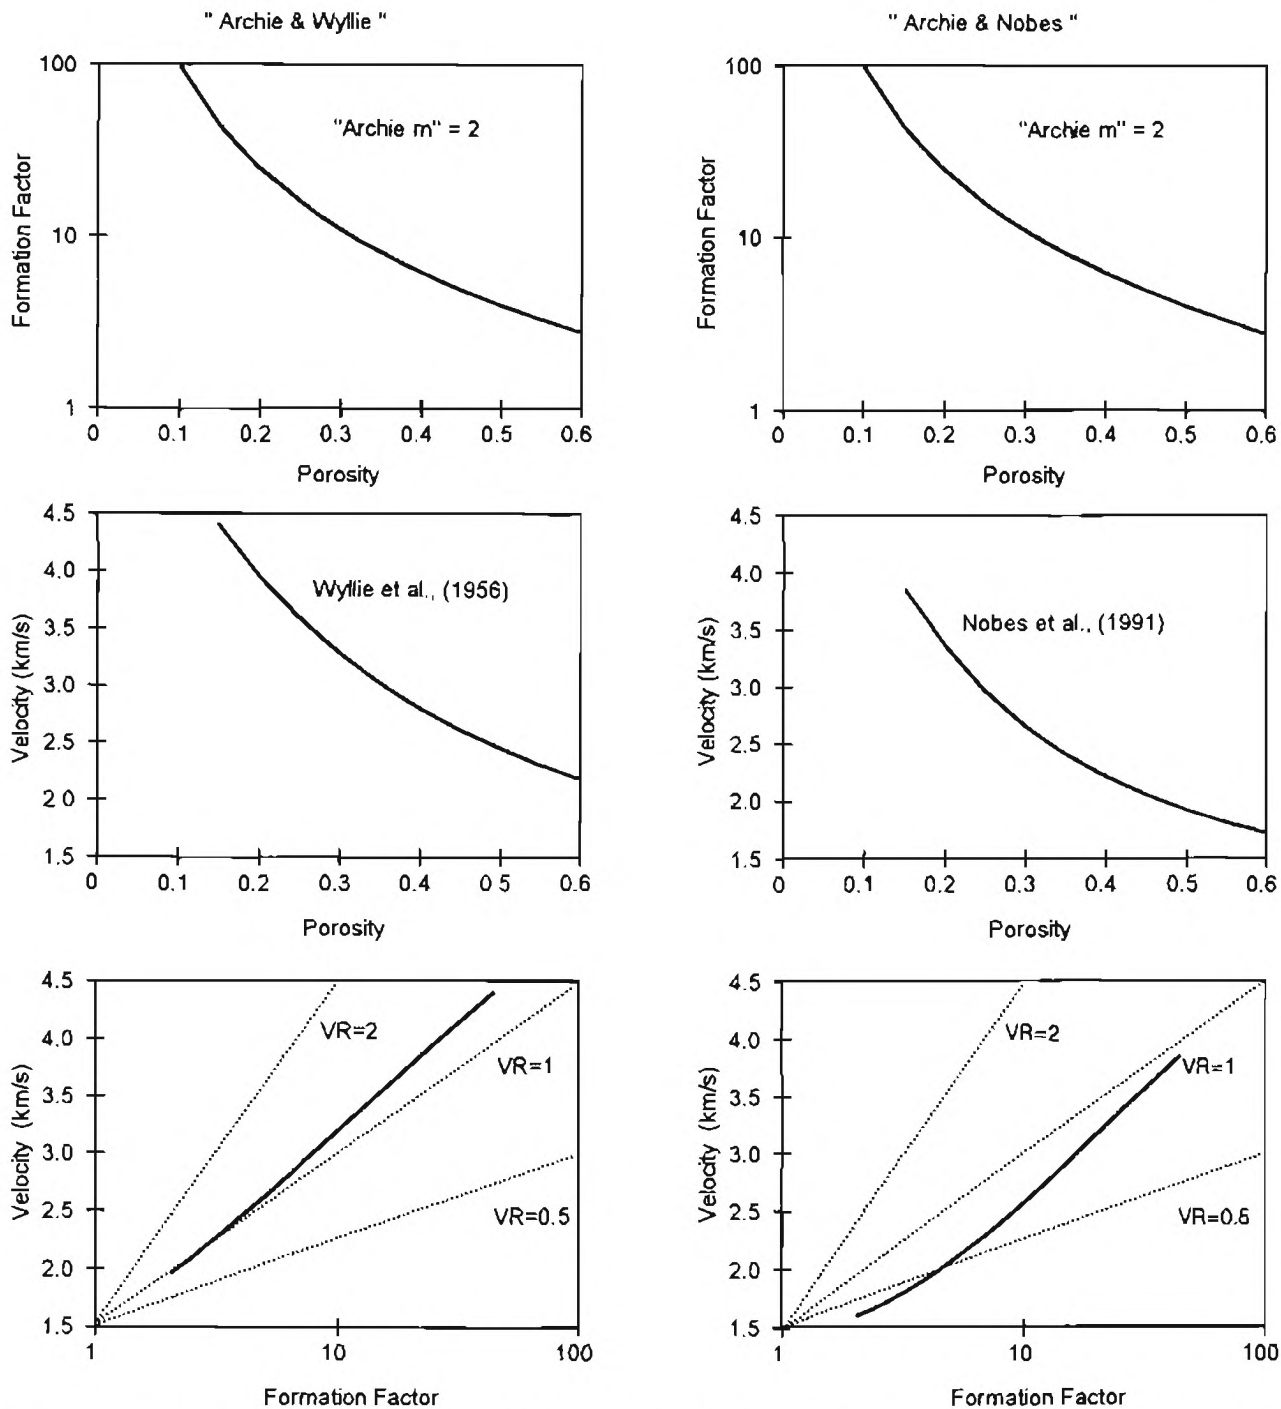 " Archie & Wyllie "
" Archie & Nobes "
100
10
1
Formation Factor
"Archie m" = 2
0 0.1 0.2 0.3 0.4 0.5 0.6
Porosity
100
10
1
Formation Factor
"Archie m" = 2
0 0.1 0.2 0.3 0.4 0.5 0.6
Porosity
4.5
4.0
3.5
3.0
2.5
2.0
1.5
Velocity (km/s)
Wyllie et al., (1956)
0 0.1 0.2 0.3 0.4 0.5 0.6
Porosity
4.5
4.0
3.5
3.0
2.5
2.0
1.5
Velocity (km/s)
Nobes et al., (1991)
0 0.1 0.2 0.3 0.4 0.5 0.6
Porosity
4.5
4.0
3.5
3.0
2.5
2.0
1.5
Velocity (km/s)
VR=2
VR=1
VR=0.5
1 10 100
Formation Factor
4.5
4.0
3.5
3.0
2.5
2.0
1.5
Velocity (km/s)
VR=2
VR=1
VR=0.5
1 10 100
Formation Factor